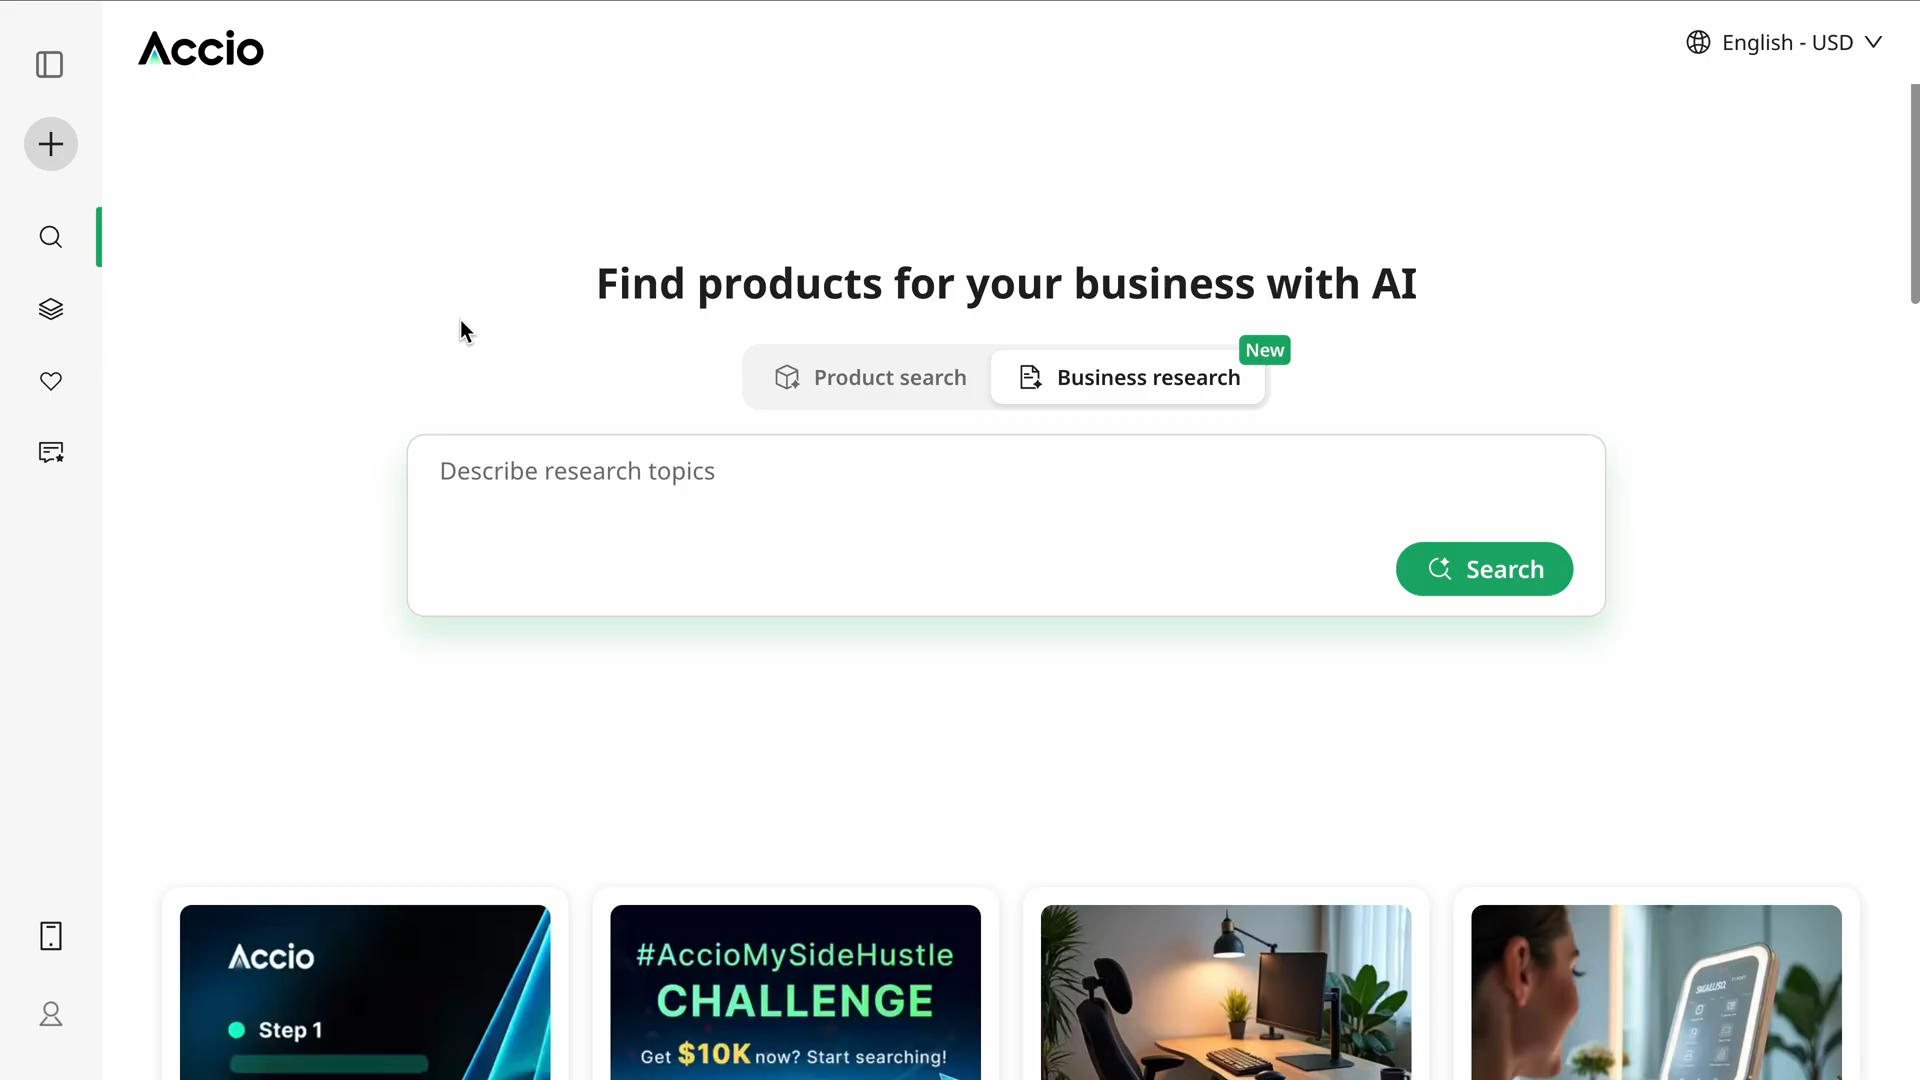 Accio
English - USD
Find products for your business with AI
New
Product search
Business research
Describe research topics
Search
Accio
Step 1
#AccioMySideHustle
CHALLENGE
Get $10K now? Start searching!